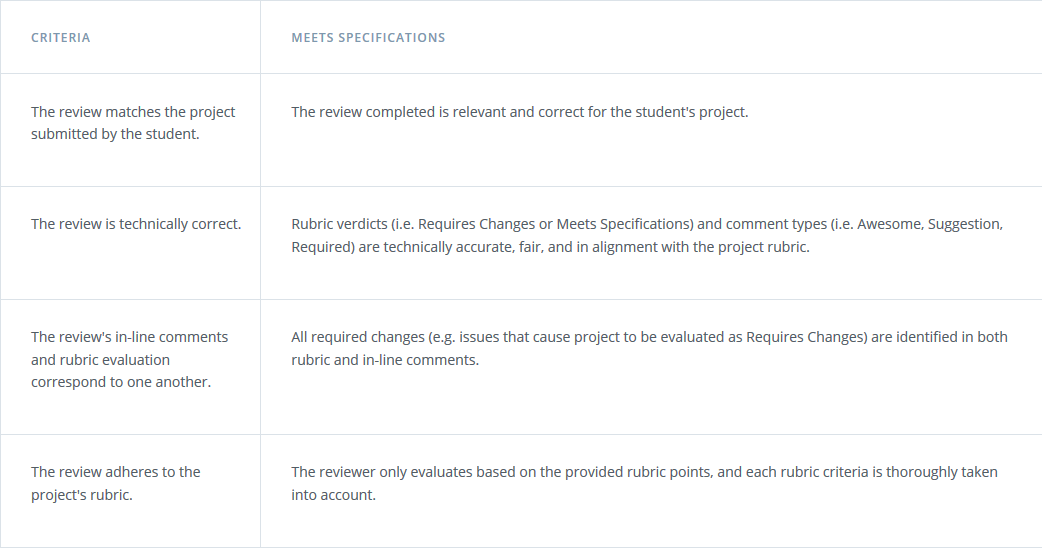 CRITERIA
MEETS SPECIFICATIONS
The review matches the project
submitted by the student.
The review completed is relevant and correct for the student's project.
The review is technically correct.
Rubric verdicts (i.e. Requires Changes or Meets Specifications) and comment types (i.e. Awesome, Suggestion,
Required) are technically accurate, fair, and in alignment with the project rubric.
The review's in-line comments
and rubric evaluation
correspond to one another.
All required changes (e.g. issues that cause project to be evaluated as Requires Changes) are identified in both
rubric and in-line comments.
The review adheres to the
project's rubric.
The reviewer only evaluates based on the provided rubric points, and each rubric criteria is thoroughly taken
into account.